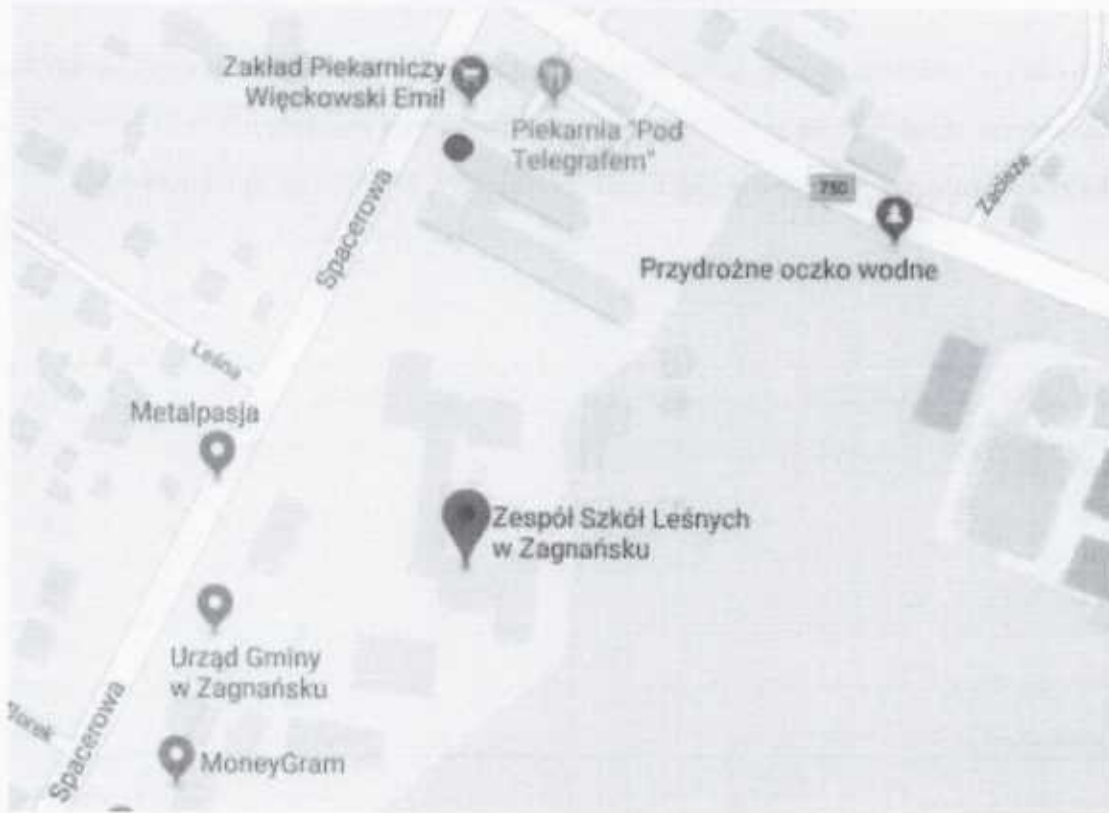 Zakład Piekarniczy
Więckowski Emil
Piekarnia "Pod
Telegrafem"
750
Zacisze
Przydrożne oczko wodne
Spacerowa
Leśna
Metalpasja
Zespół Szkół Leśnych
w Zagnańsku
Urząd Gminy
w Zagnańsku
Spacerowa
MoneyGram